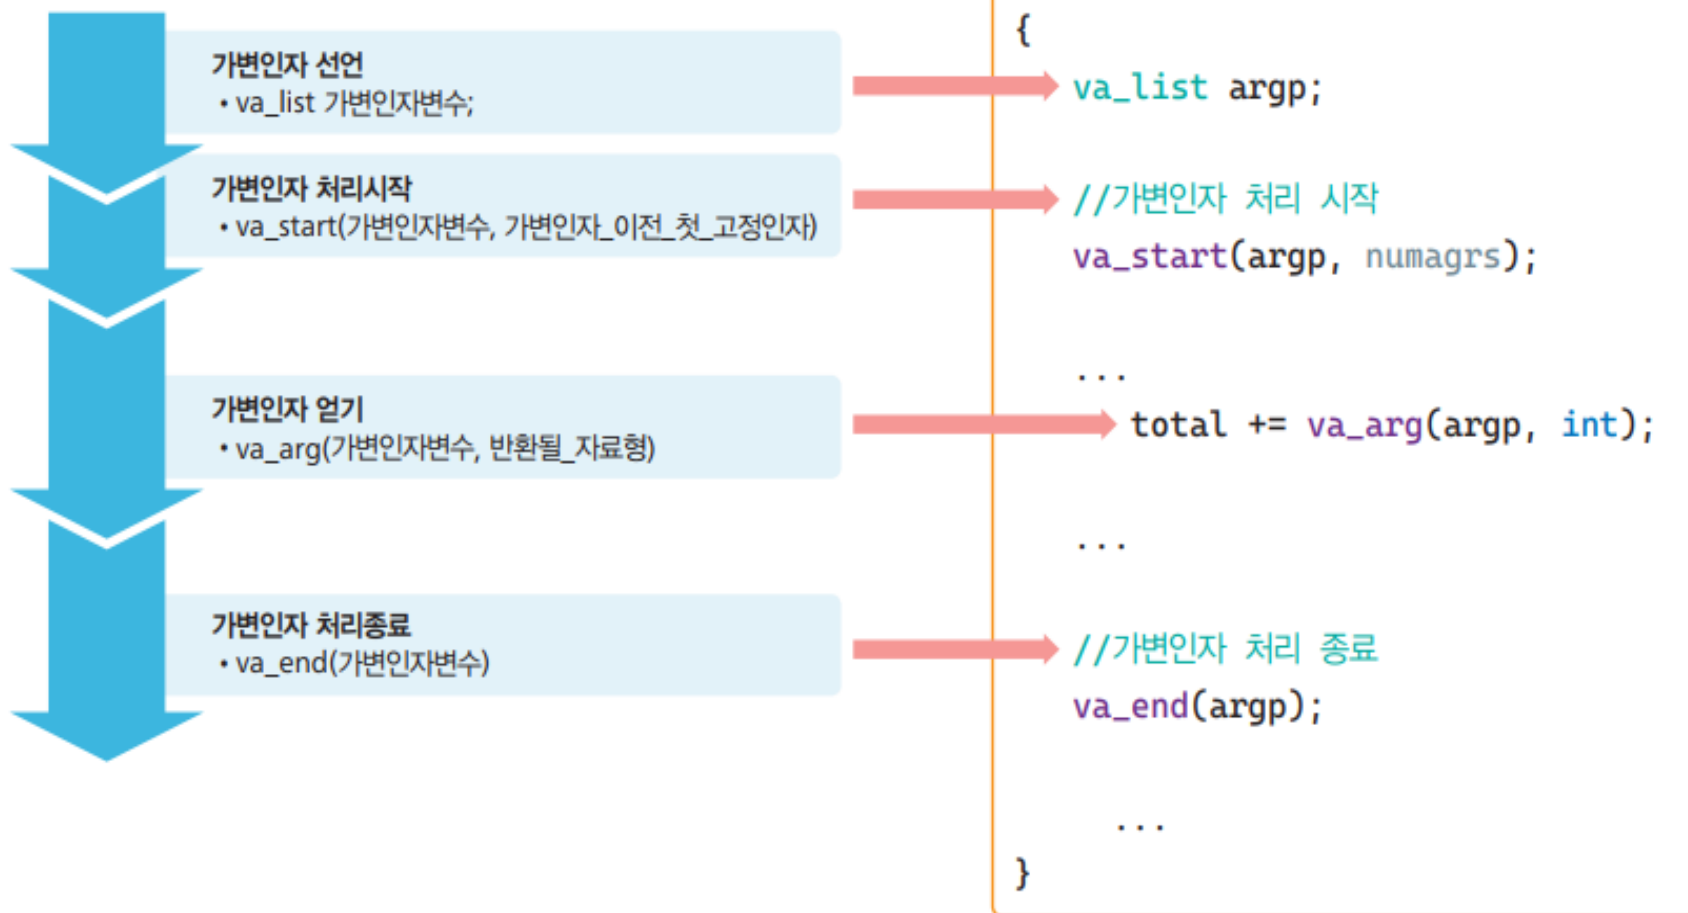 가변인자 선언
• va_list 가변인자변수;
가변인자 처리시작
• va_start(가변인자변수, 가변인자_이전_첫_고정인자)
가변인자 얻기
• va_arg(가변인자변수, 반환될_자료형)
가변인자 처리종료
• va_end(가변인자변수)
{
va_list argp;
//가변인자 처리 시작
va_start(argp, numagrs);
...
total += va_arg(argp, int);
...
//가변인자 처리 종료
va_end(argp);
...
}